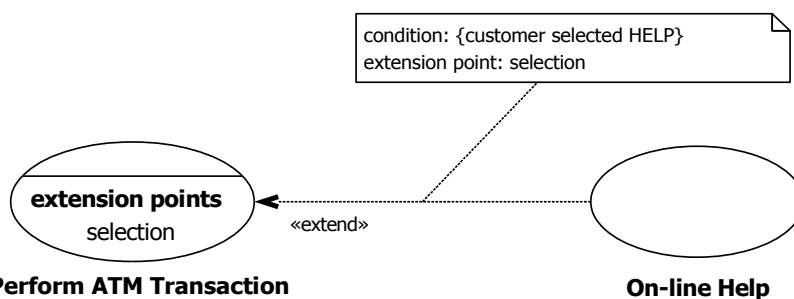 condition: {customer selected HELP}
extension point: selection
extension points
selection
«extend»
Perform ATM Transaction
On-line Help